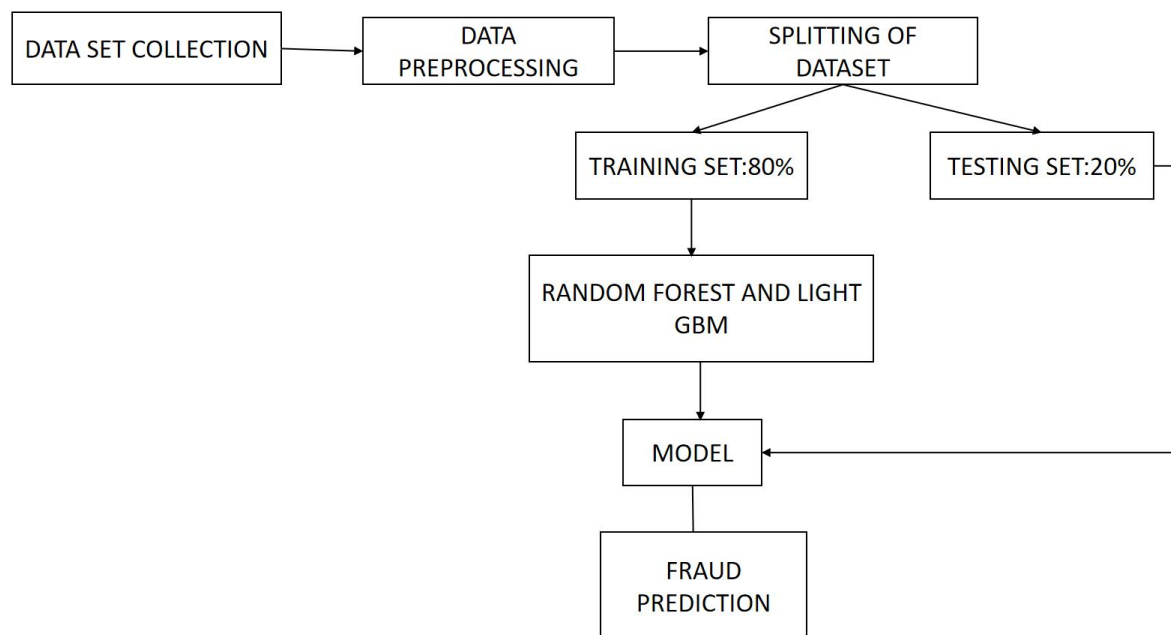 DATA SET COLLECTION
DATA
PREPROCESSING
SPLITTING OF
DATASET
TRAINING SET:80%
TESTING SET:20%
RANDOM FOREST AND LIGHT
GBM
MODEL
FRAUD
PREDICTION